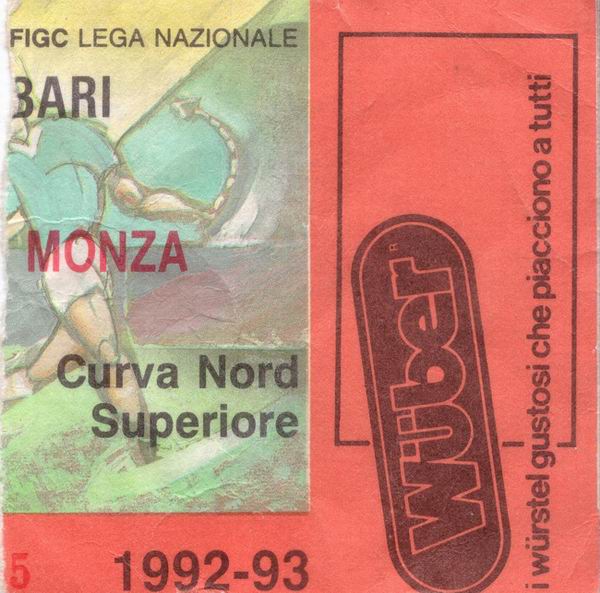 FIGC LEGA NAZIONALE
BARI
MONZA
Curva Nord
Superiore
5
1992-93
wüber
i würstel gustosi che piacciono a tutti